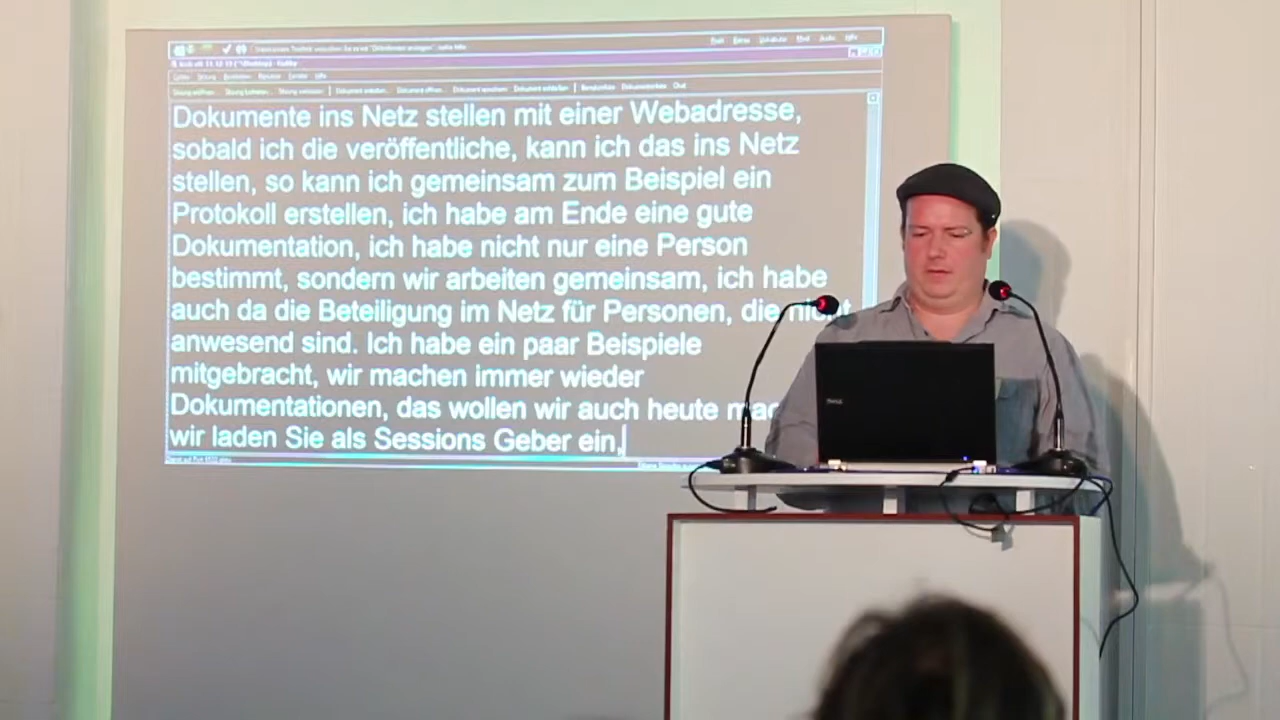 Dokumente ins Netz stellen mit einer Webadresse,
sobald ich die veröffentliche, kann ich das ins Netz
stellen, so kann ich gemeinsam zum Beispiel ein
Protokoll erstellen, ich habe am Ende eine gute
Dokumentation, ich habe nicht nur eine Person
bestimmt, sondern wir arbeiten gemeinsam, ich habe
auch da die Beteiligung im Netz für Personen, die nicht
anwesend sind. Ich habe ein paar Beispiele
mitgebracht, wir machen immer wieder
Dokumentationen, das wollen wir auch heute
wir laden Sie als Sessions Geber ein,